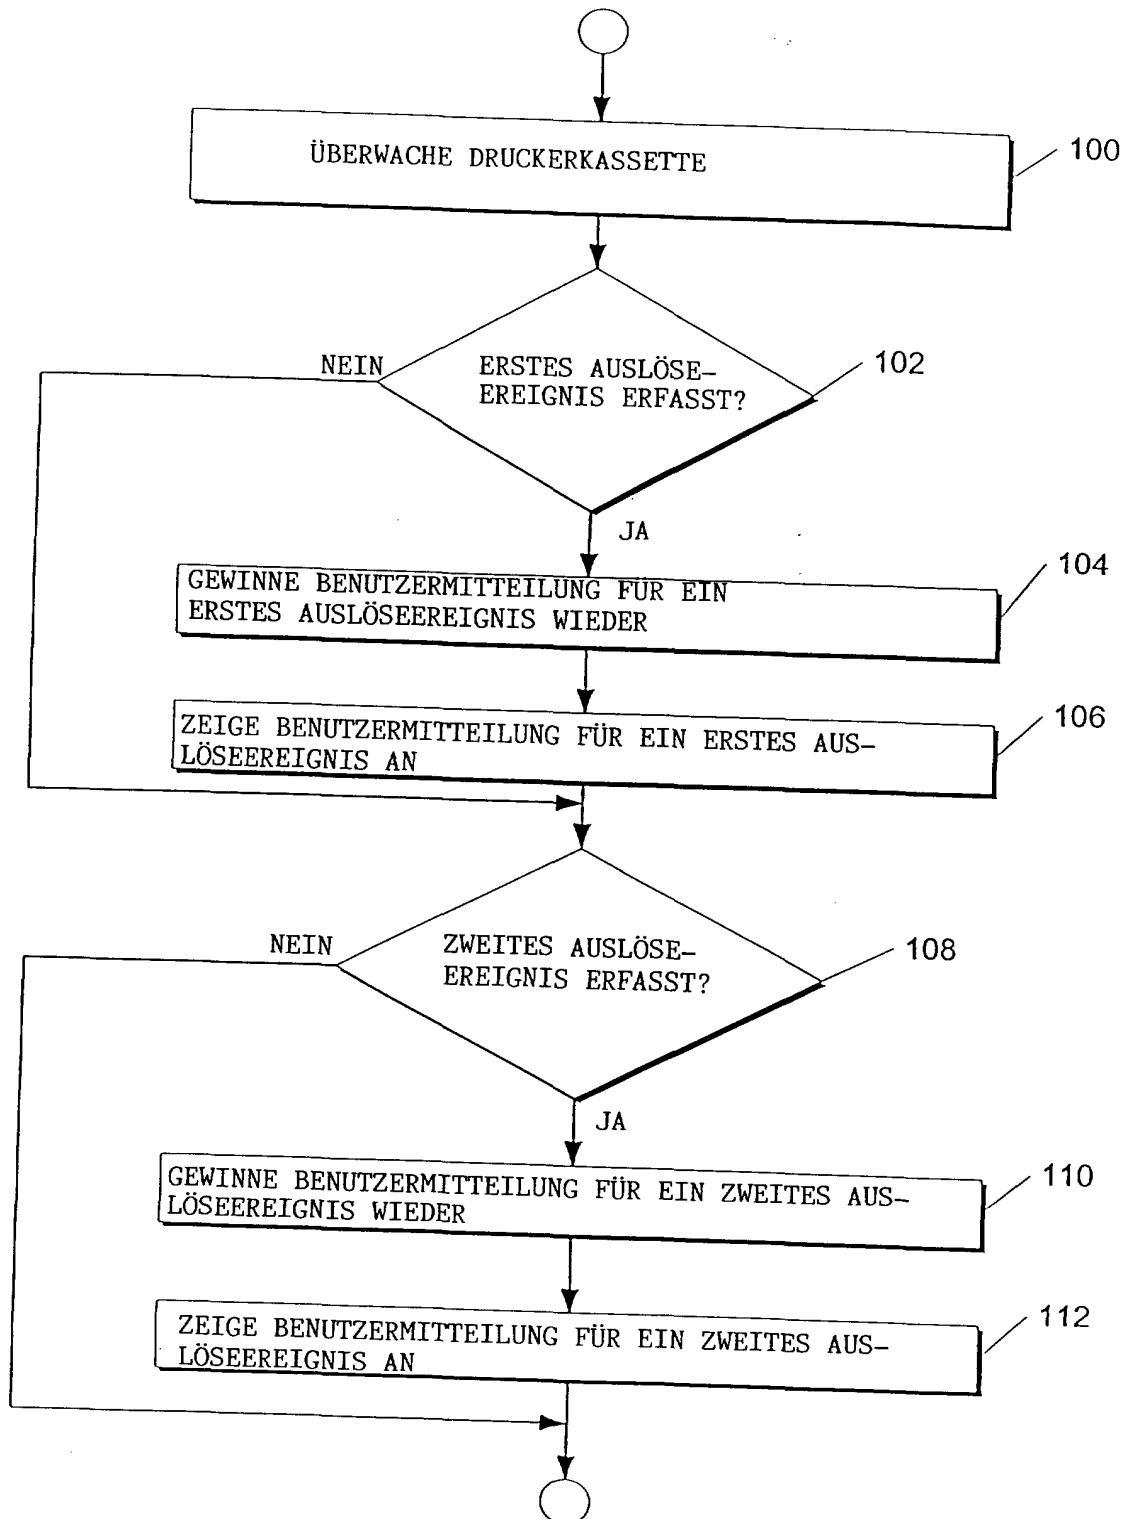 ÜBERWACHE DRUCKERKASSETTE
100
NEIN
ERSTES AUSLÖSE-
EREIGNIS ERFASST?
102
JA
GEWINNE BENUTZERMITTEILUNG FÜR EIN
ERSTES AUSLÖSEEREIGNIS WIEDER
104
ZEIGE BENUTZERMITTEILUNG FÜR EIN ERSTES AUS-
LÖSEEREIGNIS AN
106
NEIN
ZWEITES AUSLÖSE-
EREIGNIS ERFASST?
108
JA
GEWINNE BENUTZERMITTEILUNG FÜR EIN ZWEITES AUS-
LÖSEEREIGNIS WIEDER
110
ZEIGE BENUTZERMITTEILUNG FÜR EIN ZWEITES AUS-
LÖSEEREIGNIS AN
112